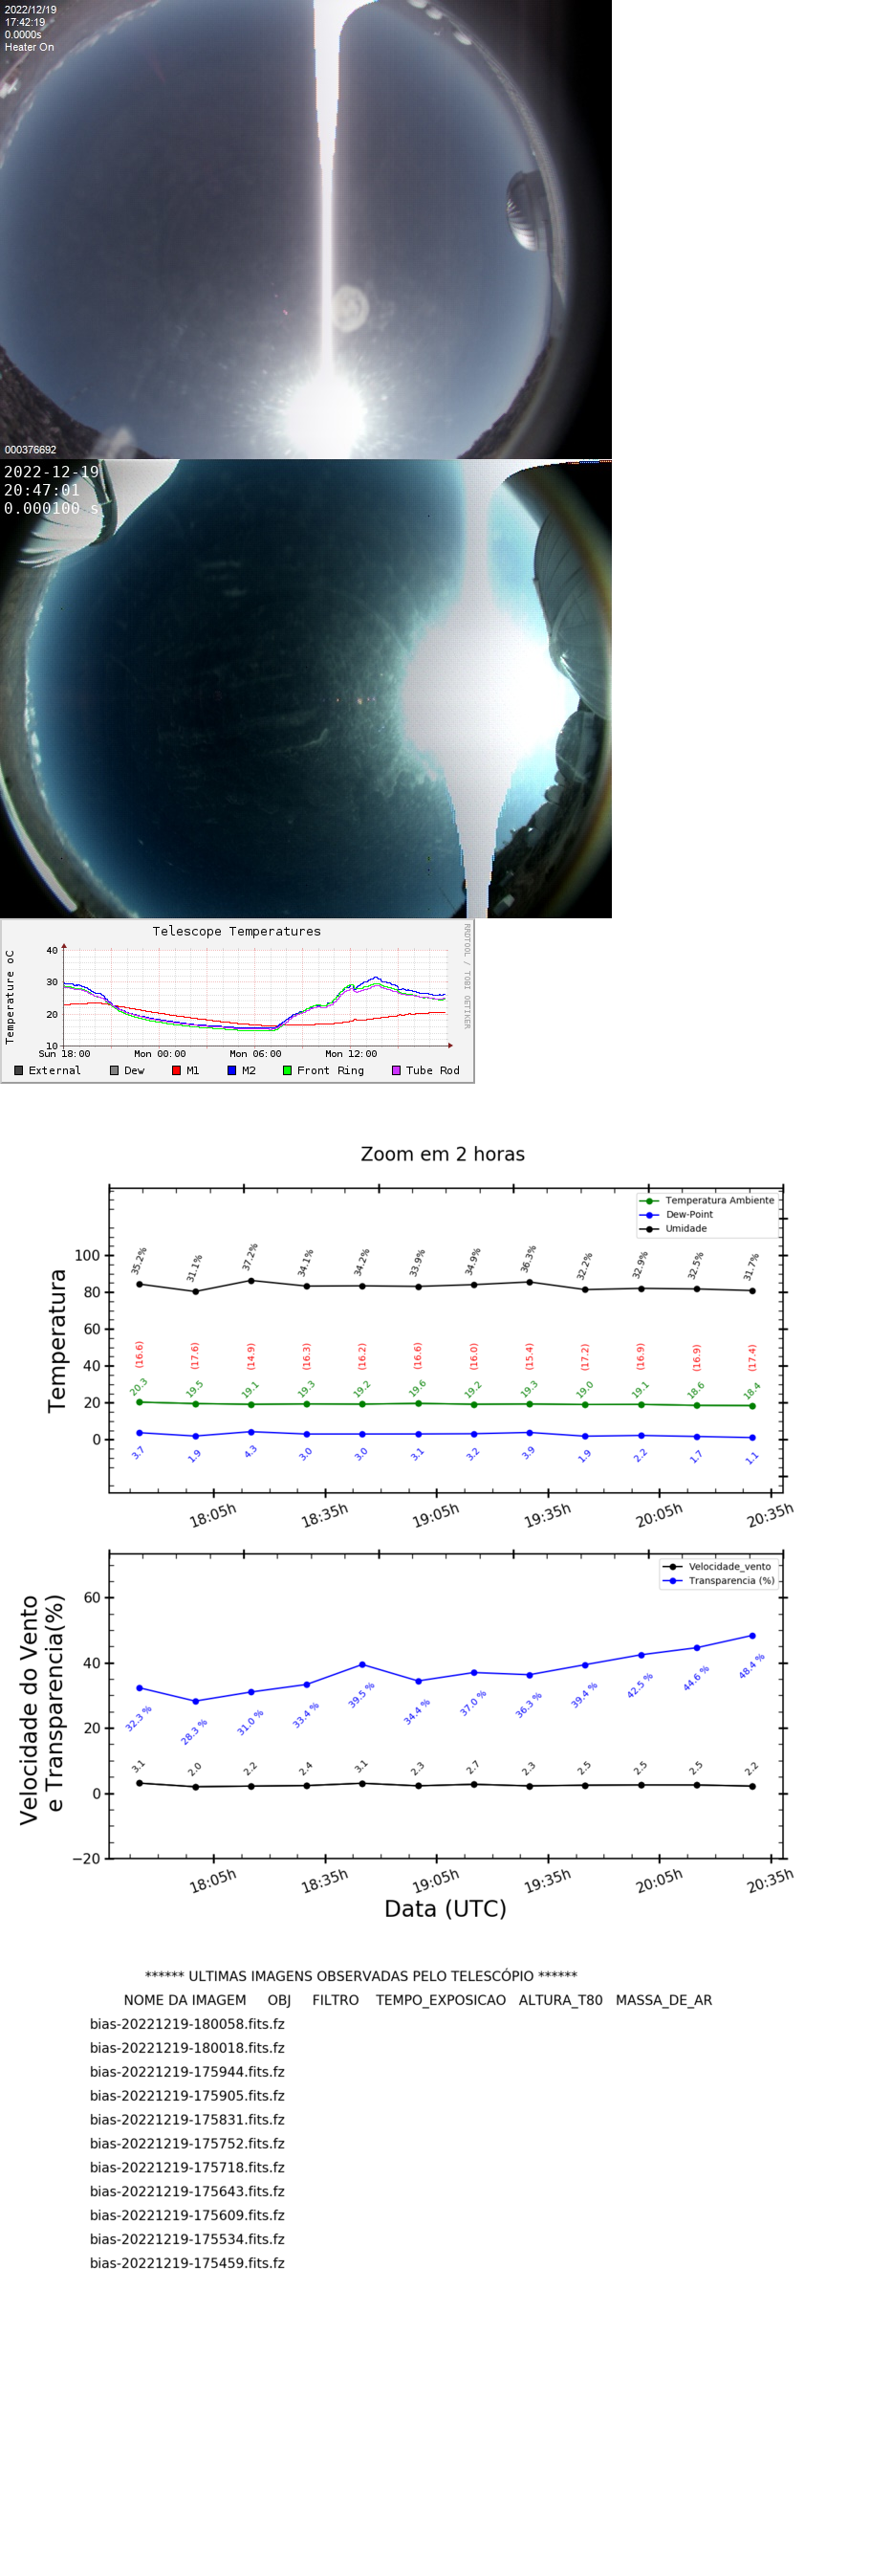 2022/12/19
17:42:19
0.0000s
Heater On
000376692
2022-12-19
20:47:01
0.000100 s
Telescope Temperatures
RRDTOOL / TOBI OETIKER
Temperature oC
40
30
20
10
Sun 18:00 Mon 00:00 Mon 06:00 Mon 12:00
External Dew M1 M2 Front Ring Tube Rod
Zoom em 2 horas
Temperatura Ambiente
Dew-Point
Umidade
Temperatura
100
80
60
40
20
0
35.2% 31.1% 37.2% 34.1% 34.2% 33.9% 34.9% 36.3% 32.2% 32.9% 32.5% 31.7%
(16.6) (17.6) (14.9) (16.3) (16.2) (16.6) (16.0) (15.4) (17.2) (16.9) (16.9) (17.4)
20.3 19.5 19.1 19.3 19.2 19.6 19.2 19.3 19.0 19.1 18.6 18.4
3.7 1.9 4.3 3.0 3.0 3.1 3.2 3.9 1.9 2.2 1.7 1.1
18:05h 18:35h 19:05h 19:35h 20:05h 20:35h
Velocidade_vento
Transparencia (%)
Velocidade do Vento
e Transparencia(%)
60
40
20
0
−20
32.3 % 28.3 % 31.0 % 33.4 % 39.5 % 34.4 % 37.0 % 36.3 % 39.4 % 42.5 % 44.6 % 48.4 %
3.1 2.0 2.2 2.4 3.1 2.3 2.7 2.3 2.5 2.5 2.5 2.2
18:05h 18:35h 19:05h 19:35h 20:05h 20:35h
Data (UTC)
****** ULTIMAS IMAGENS OBSERVADAS PELO TELESCÓPIO ******
NOME DA IMAGEM OBJ FILTRO TEMPO_EXPOSICAO ALTURA_T80 MASSA_DE_AR
bias-20221219-180058.fits.fz
bias-20221219-180018.fits.fz
bias-20221219-175944.fits.fz
bias-20221219-175905.fits.fz
bias-20221219-175831.fits.fz
bias-20221219-175752.fits.fz
bias-20221219-175718.fits.fz
bias-20221219-175643.fits.fz
bias-20221219-175609.fits.fz
bias-20221219-175534.fits.fz
bias-20221219-175459.fits.fz